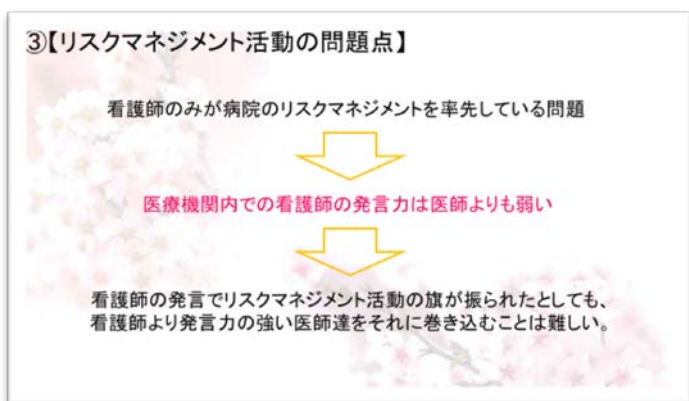 ③【リスクマネジメント活動の問題点】
看護師のみが病院のリスクマネジメントを率先している問題
医療機関内での看護師の発言力は医師よりも弱い
看護師の発言でリスクマネジメント活動の旗が振られたとしても、
看護師より発言力の強い医師達をそれに巻き込むことは難しい。